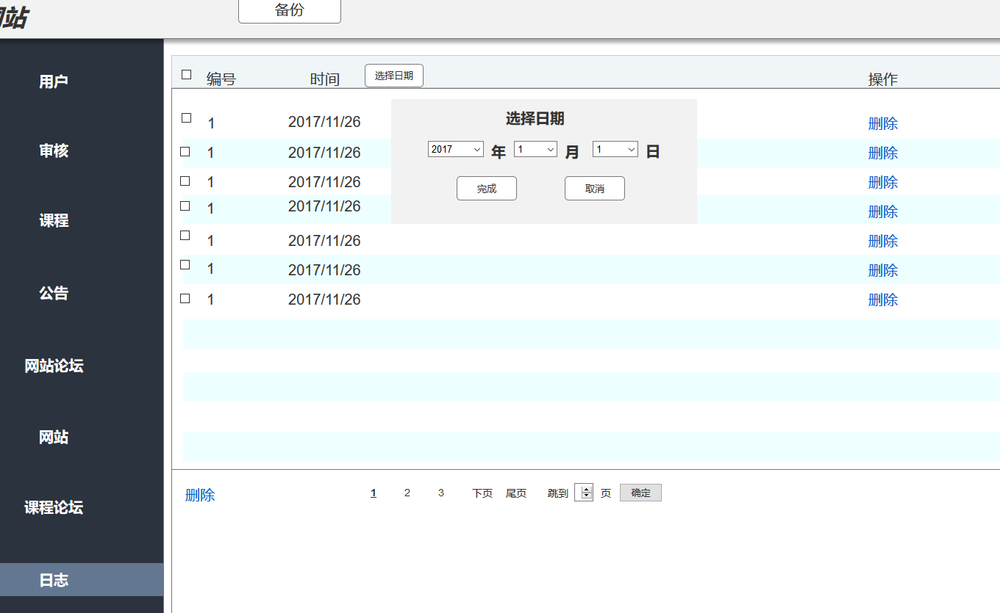 网站
备份
用户
审核
课程
公告
网站论坛
网站
课程论坛
日志
编号 时间 选择日期 操作
1 2017/11/26 删除
1 2017/11/26 删除
1 2017/11/26 删除
1 2017/11/26 删除
1 2017/11/26 删除
1 2017/11/26 删除
1 2017/11/26 删除
选择日期
2017 年 1 月 1 日
完成 取消
删除 1 2 3 下页 尾页 跳到 页 确定